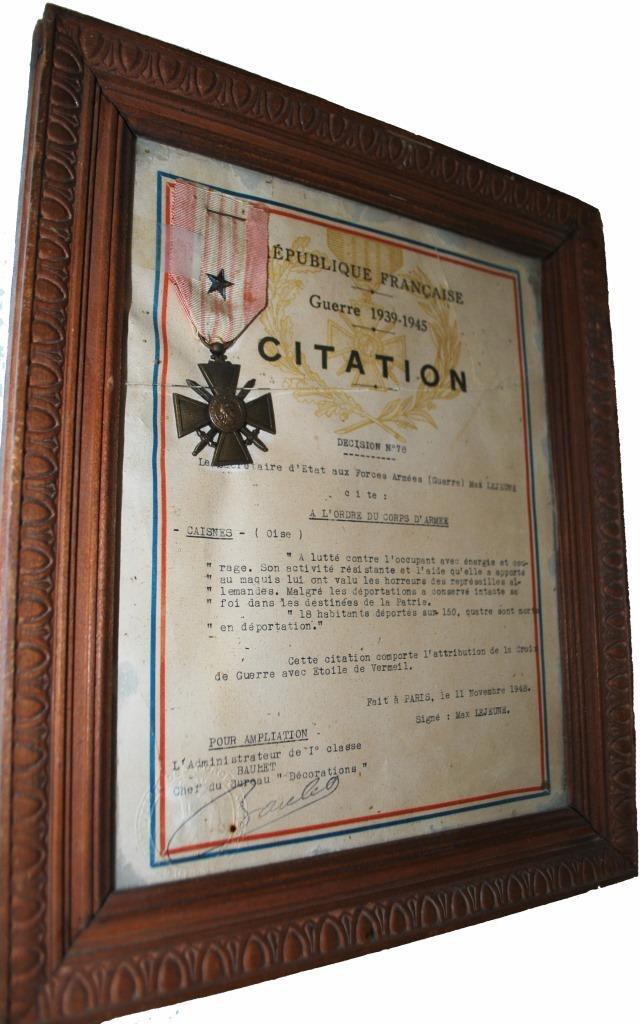 RÉPUBLIQUE FRANÇAISE
Guerre 1939-1945
CITATION
DECISION N°78
Le Secrétaire d'Etat aux Forces Armées (Guerre) Max LEJEUNE
cite :
A L'ORDRE DU CORPS D'ARMEE
- CAISNES - ( Oise )
" A lutté contre l'occupant avec énergie et cou-
" rage. Son activité résistante et l'aide qu'elle a apporté
" au maquis lui ont valu les horreurs des représailles al-
" lemandes. Malgré les déportations a conservé intacte sa
" foi dans les destinées de la Patrie.
" 18 habitants déportés sur 150, quatre sont morts
" en déportation."
Cette citation comporte l'attribution de la Croix
de Guerre avec Etoile de Vermeil.
Fait à PARIS, le 11 Novembre 1948.
Signé : Max LEJEUNE.
POUR AMPLIATION
L'Administrateur de I° classe
BAURET
Chef du Bureau "Décorations"